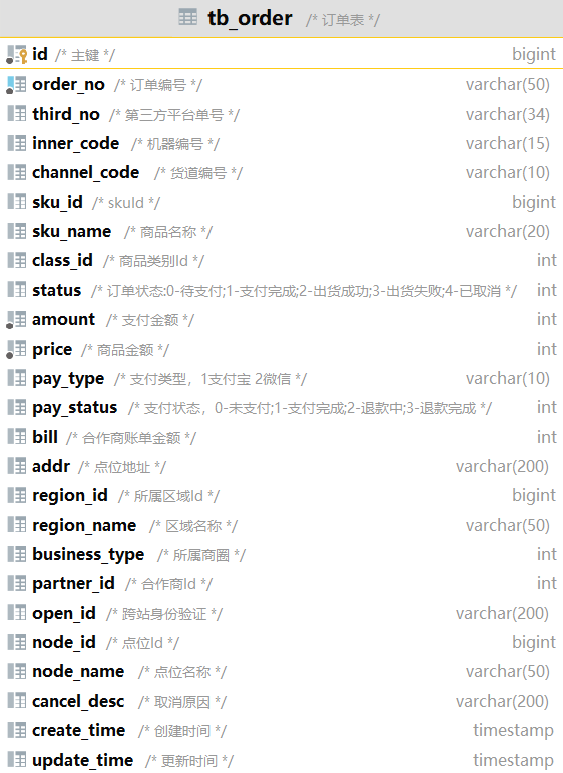 tb_order /* 订单表 */
id /* 主键 */ bigint
order_no /* 订单编号 */ varchar(50)
third_no /* 第三方平台单号 */ varchar(34)
inner_code /* 机器编号 */ varchar(15)
channel_code /* 货道编号 */ varchar(10)
sku_id /* skuId */ bigint
sku_name /* 商品名称 */ varchar(20)
class_id /* 商品类别Id */ int
status /* 订单状态:0-待支付;1-支付完成;2-出货成功;3-出货失败;4-已取消 */ int
amount /* 支付金额 */ int
price /* 商品金额 */ int
pay_type /* 支付类型，1支付宝 2微信 */ varchar(10)
pay_status /* 支付状态，0-未支付;1-支付完成;2-退款中;3-退款完成 */ int
bill /* 合作商账单金额 */ int
addr /* 点位地址 */ varchar(200)
region_id /* 所属区域Id */ bigint
region_name /* 区域名称 */ varchar(50)
business_type /* 所属商圈 */ int
partner_id /* 合作商Id */ int
open_id /* 跨站身份验证 */ varchar(200)
node_id /* 点位Id */ bigint
node_name /* 点位名称 */ varchar(50)
cancel_desc /* 取消原因 */ varchar(200)
create_time /* 创建时间 */ timestamp
update_time /* 更新时间 */ timestamp